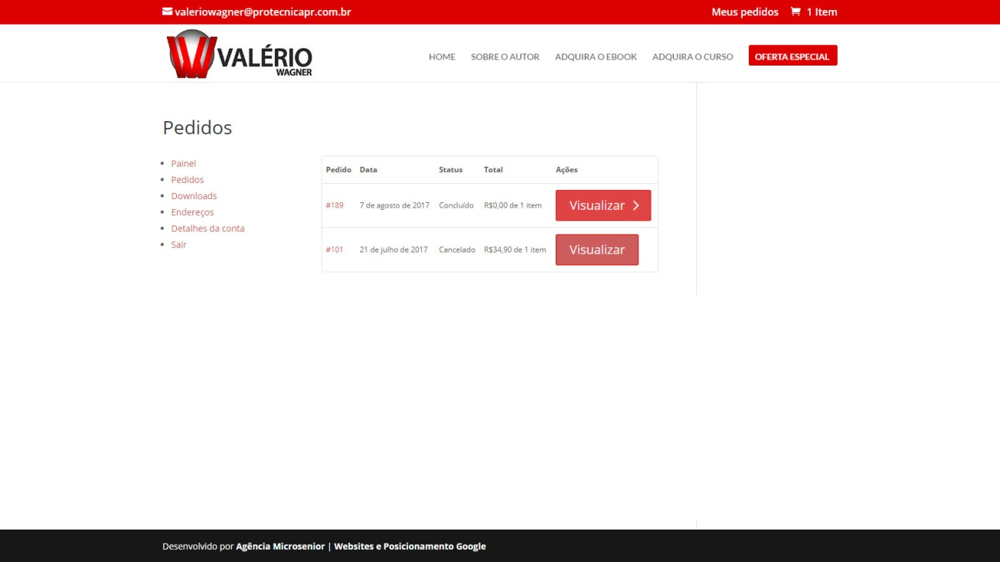 valeriowagner@protecnicapr.com.br
Meus pedidos 1 Item
VALÉRIO
WAGNER
HOME SOBRE O AUTOR ADQUIRA O EBOOK ADQUIRA O CURSO OFERTA ESPECIAL
Pedidos
Painel
Pedidos
Downloads
Endereços
Detalhes da conta
Sair
Pedido Data Status Total Ações
#189 7 de agosto de 2017 Concluído R$0,00 de 1 item Visualizar
#101 21 de julho de 2017 Cancelado R$34,90 de 1 item Visualizar
Desenvolvido por Agência Microsenior | Websites e Posicionamento Google